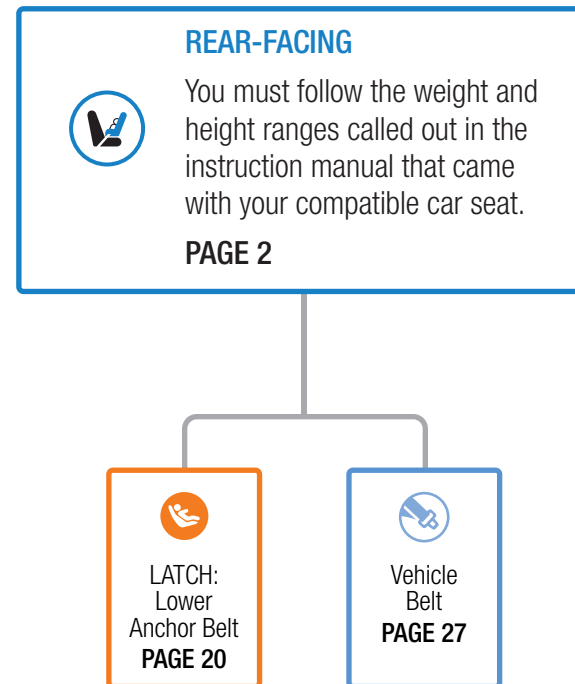 REAR-FACING
You must follow the weight and
height ranges called out in the
instruction manual that came
with your compatible car seat.
PAGE 2
LATCH:
Lower
Anchor Belt
PAGE 20
Vehicle
Belt
PAGE 27